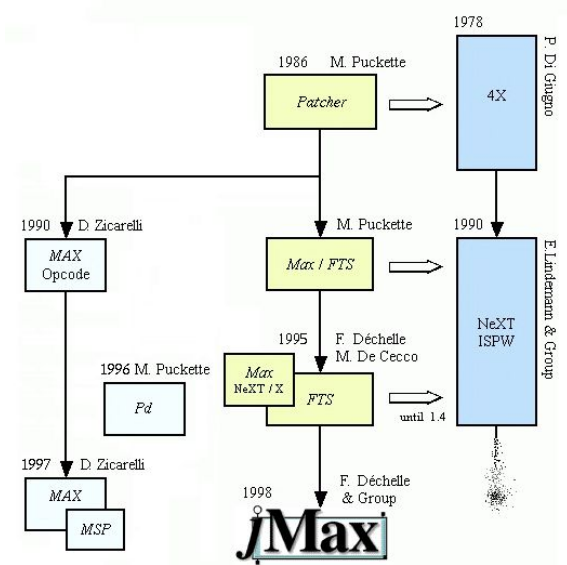 1978
P. Di Giugno
4X
1986 M. Puckette
Patcher
1990 D. Zicarelli
MAX
Opcode
M. Puckette
Max / FTS
1990
NeXT
ISPW
E.Lindemann & Group
1995 F. Déchelle
M. De Cecco
Max
NeXT / X
FTS
until 1.4
1996 M. Puckette
Pd
1997 D. Zicarelli
MAX
MSP
F. Déchelle
& Group
1998
jMax